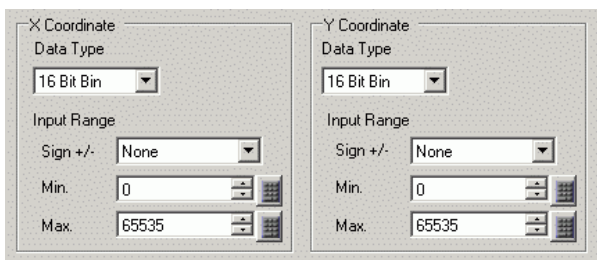 X Coordinate
Data Type
16 Bit Bin
Input Range
Sign +/- None
Min. 0
Max. 65535
Y Coordinate
Data Type
16 Bit Bin
Input Range
Sign +/- None
Min. 0
Max. 65535